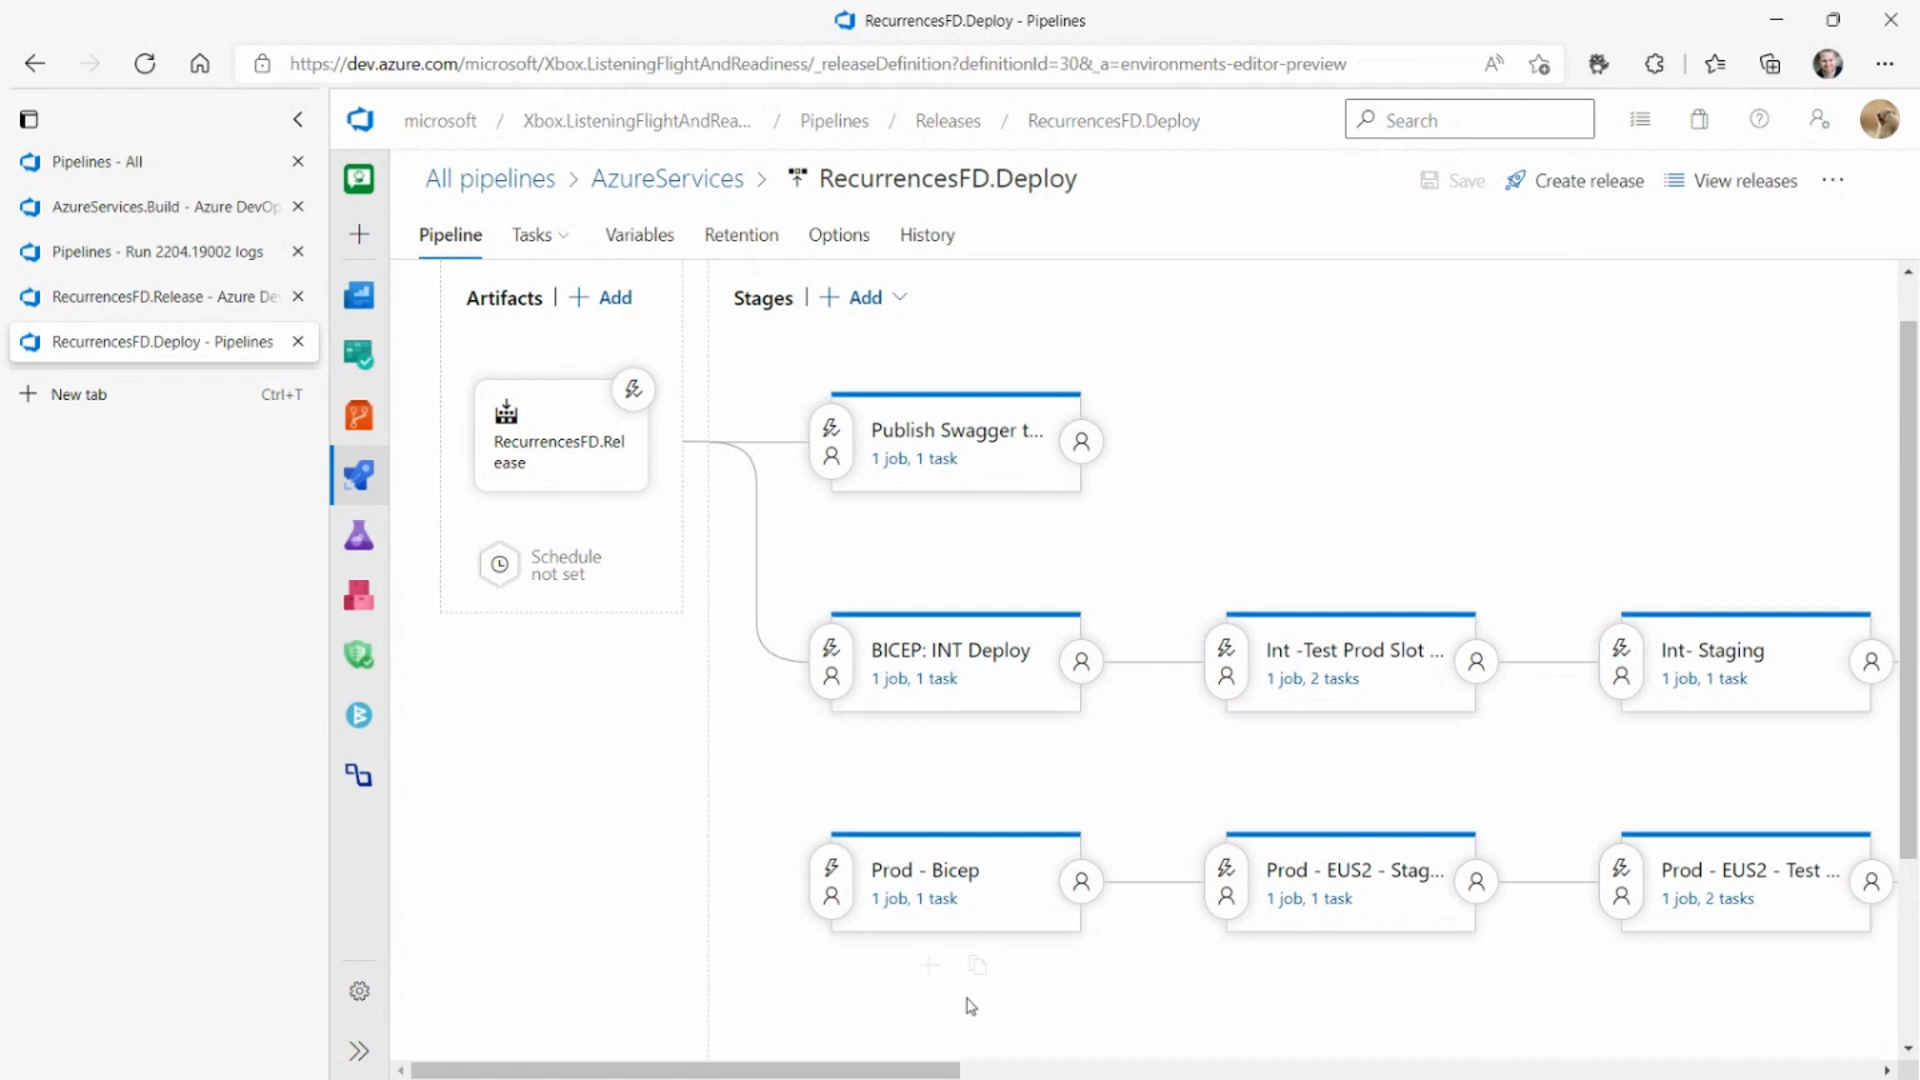 RecurrencesFD.Deploy - Pipelines
https://dev.azure.com/microsoft/Xbox.ListeningFlightAndReadiness/_releaseDefinition?definitionId=30&_a=environments-editor-preview
Pipelines - All
AzureServices.Build - Azure DevOp
Pipelines - Run 2204.19002 logs
RecurrencesFD.Release - Azure De
RecurrencesFD.Deploy - Pipelines
New tab Ctrl+T
microsoft / Xbox.ListeningFlightAndRea... / Pipelines / Releases / RecurrencesFD.Deploy
Search
All pipelines > AzureServices > RecurrencesFD.Deploy
Save Create release View releases
Pipeline Tasks Variables Retention Options History
Artifacts | + Add
Stages | + Add
RecurrencesFD.Rel
ease
Schedule
not set
Publish Swagger t...
1 job, 1 task
BICEP: INT Deploy
1 job, 1 task
Int -Test Prod Slot ...
1 job, 2 tasks
Int- Staging
1 job, 1 task
Prod - Bicep
1 job, 1 task
Prod - EUS2 - Stag...
1 job, 1 task
Prod - EUS2 - Test ...
1 job, 2 tasks